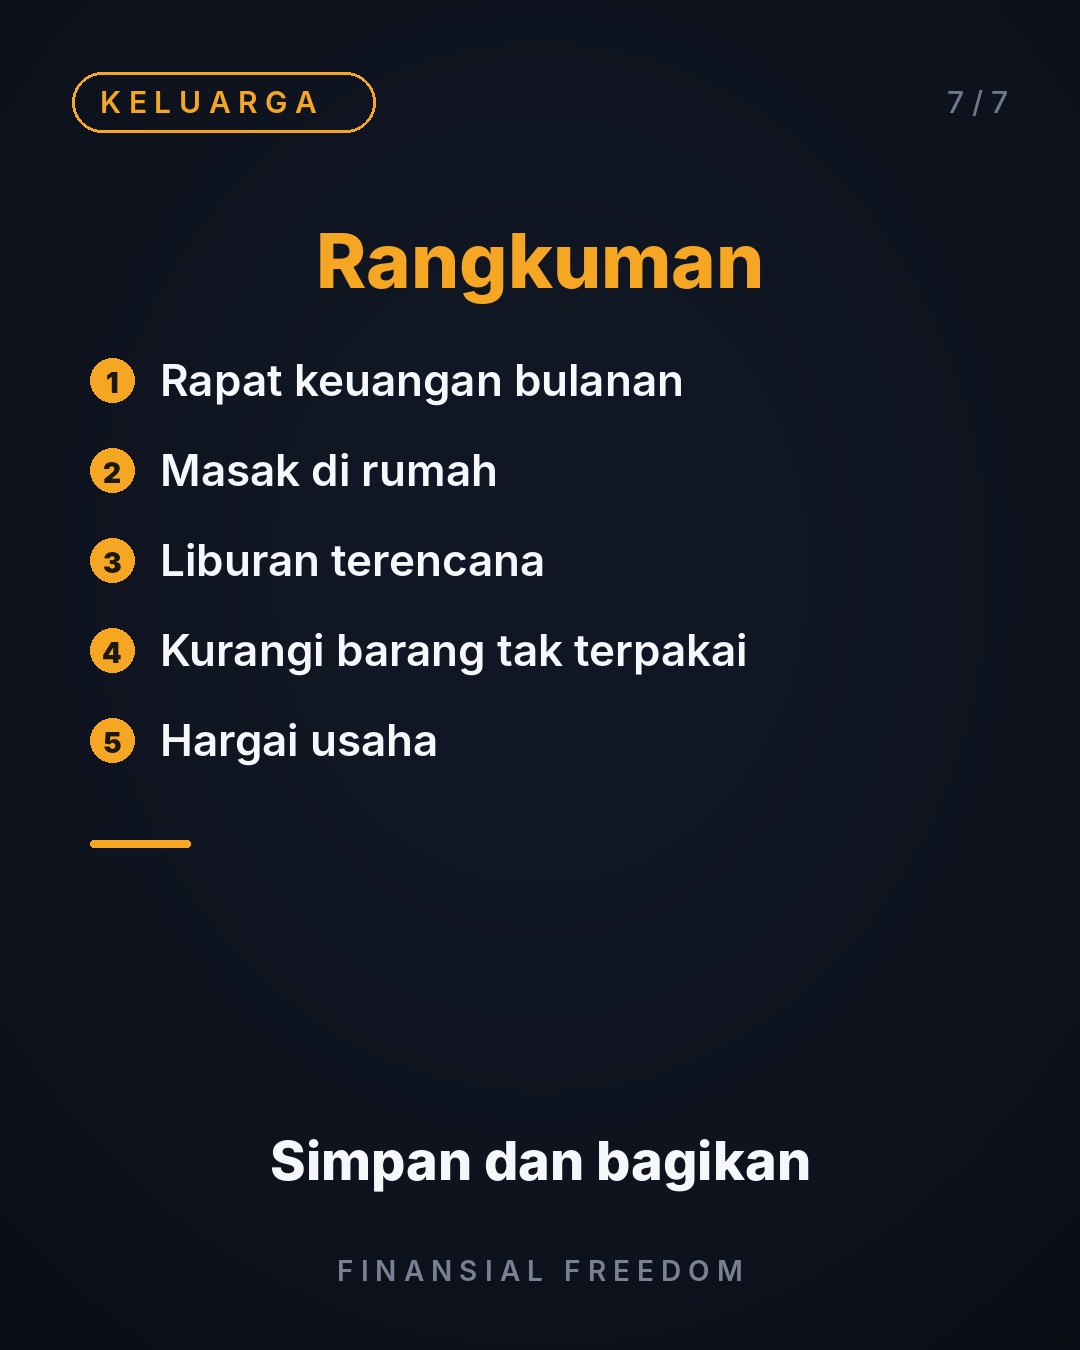 KELUARGA
7/7
Rangkuman
1 Rapat keuangan bulanan
2 Masak di rumah
3 Liburan terencana
4 Kurangi barang tak terpakai
5 Hargai usaha
Simpan dan bagikan
FINANSIAL FREEDOM